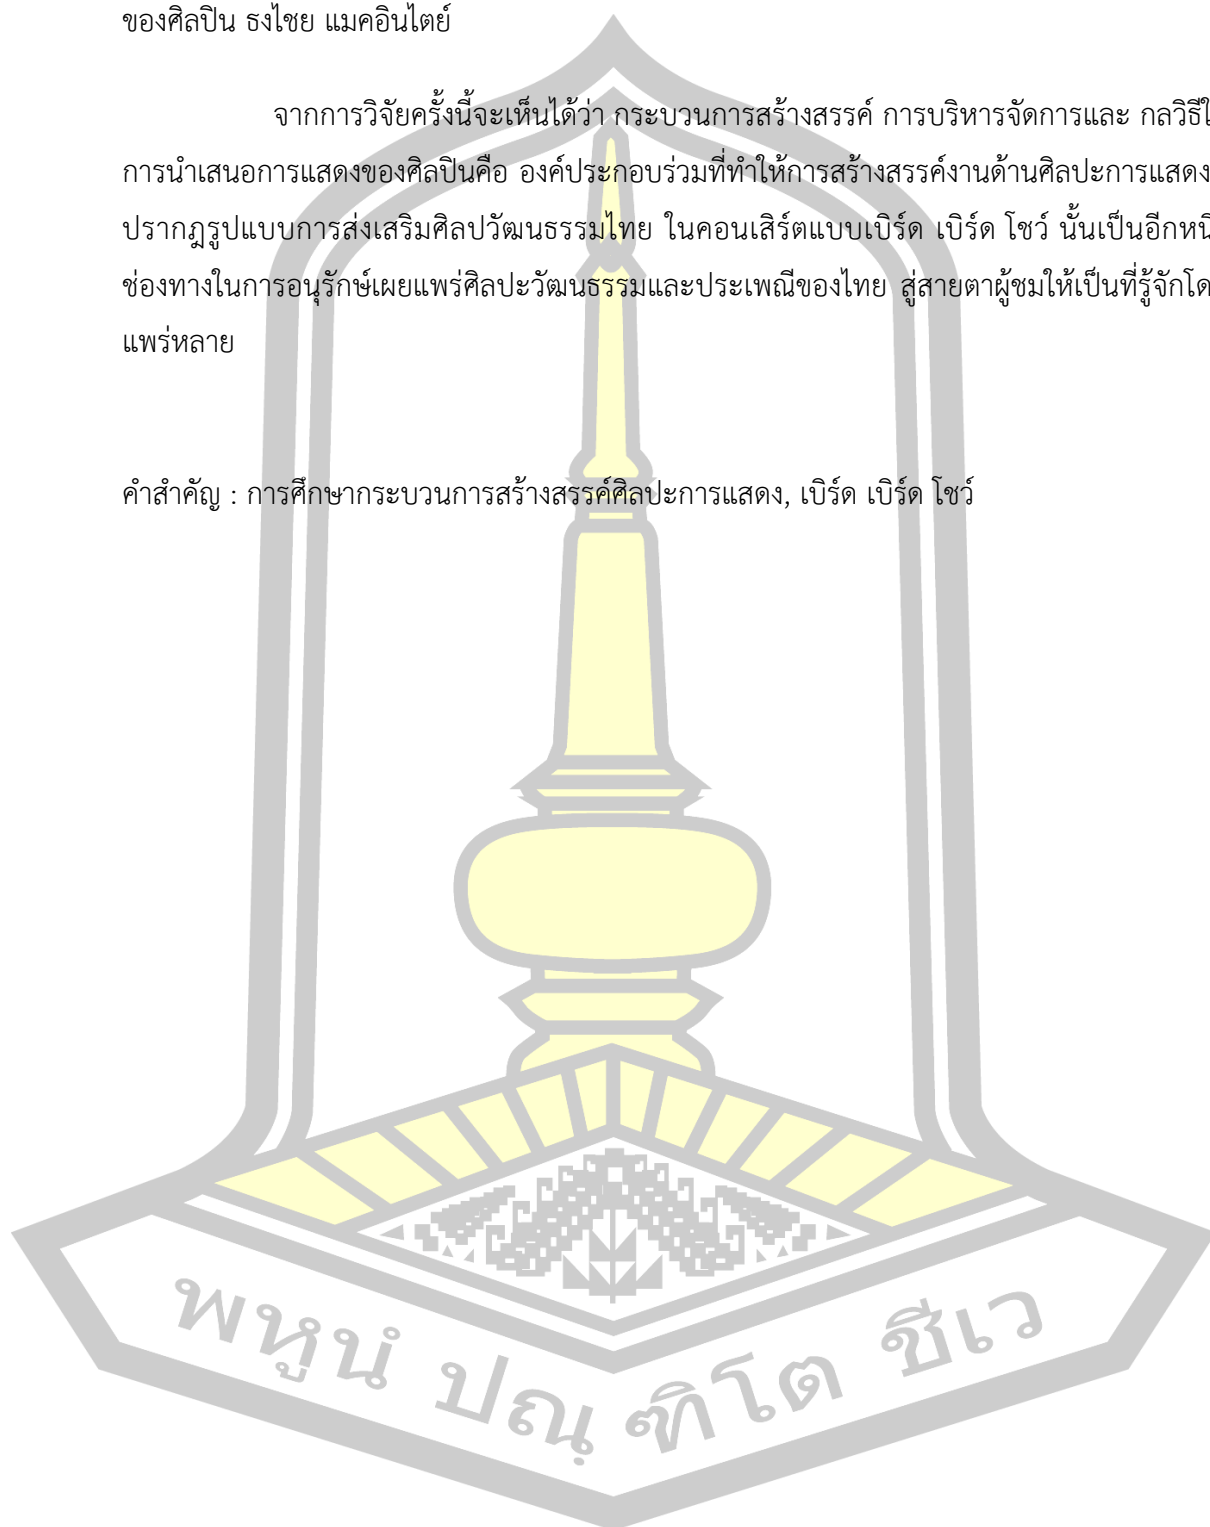 ของศิลปิน ธงไชย แมคอินไตย์
จากการวิจัยครั้งนี้จะเห็นได้ว่า กระบวนการสร้างสรรค์ การบริหารจัดการและ กลวิธีใ
การนำเสนอการแสดงของศิลปินคือ องค์ประกอบร่วมที่ทำให้การสร้างสรรค์งานด้านศิลปะการแสดง
ปรากฎรูปแบบการส่งเสริมศิลปวัฒนธรรมไทย ในคอนเสิร์ตแบบเบิร์ด เบิร์ด โชว์ นั้นเป็นอีกหนึ
ช่องทางในการอนุรักษ์เผยแพร่ศิลปะวัฒนธรรมและประเพณีของไทย สู่สายตาผู้ชมให้เป็นที่รู้จักโด
แพร่หลาย
คำสำคัญ : การศึกษากระบวนการสร้างสรรค์ศิลปะการแสดง, เบิร์ด เบิร์ด โชว์
พหูนํ ปณฺฑิโต ชีเว